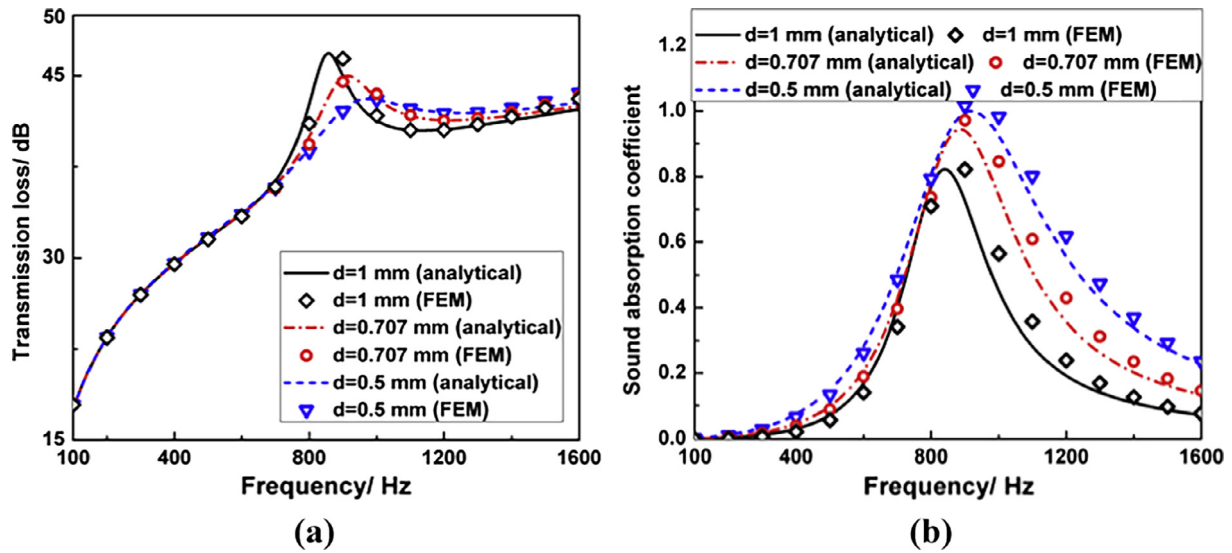 50
45
30
15
Transmission loss/ dB
d=1 mm (analytical)
d=1 mm (FEM)
d=0.707 mm (analytical)
d=0.707 mm (FEM)
d=0.5 mm (analytical)
d=0.5 mm (FEM)
100 400 800 1200 1600
Frequency/ Hz
(a)
1.2
1.0
0.8
0.6
0.4
0.2
0.0
Sound absorption coefficient
d=1 mm (analytical) d=1 mm (FEM)
d=0.707 mm (analytical) d=0.707 mm (FEM)
d=0.5 mm (analytical) d=0.5 mm (FEM)
100 400 800 1200 1600
Frequency/ Hz
(b)